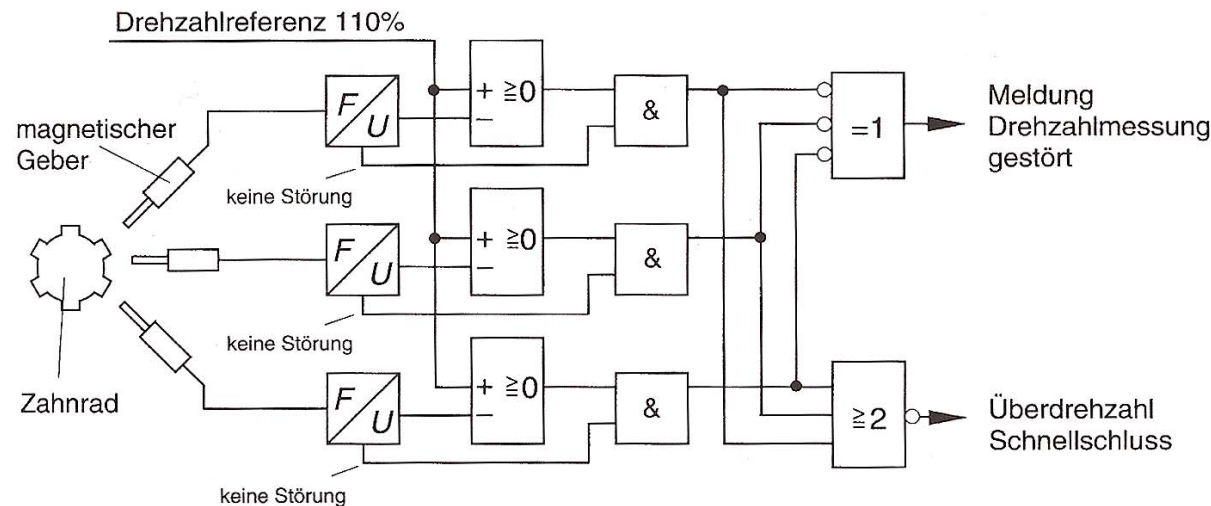 Drehzahlreferenz 110%
magnetischer
Geber
F/U
+ ≧0
−
&
=1
Meldung
Drehzahlmessung
gestört
keine Störung
F/U
+ ≧0
−
&
keine Störung
Zahnrad
F/U
+ ≧0
−
&
≧2
Überdrehzahl
Schnellschluss
keine Störung